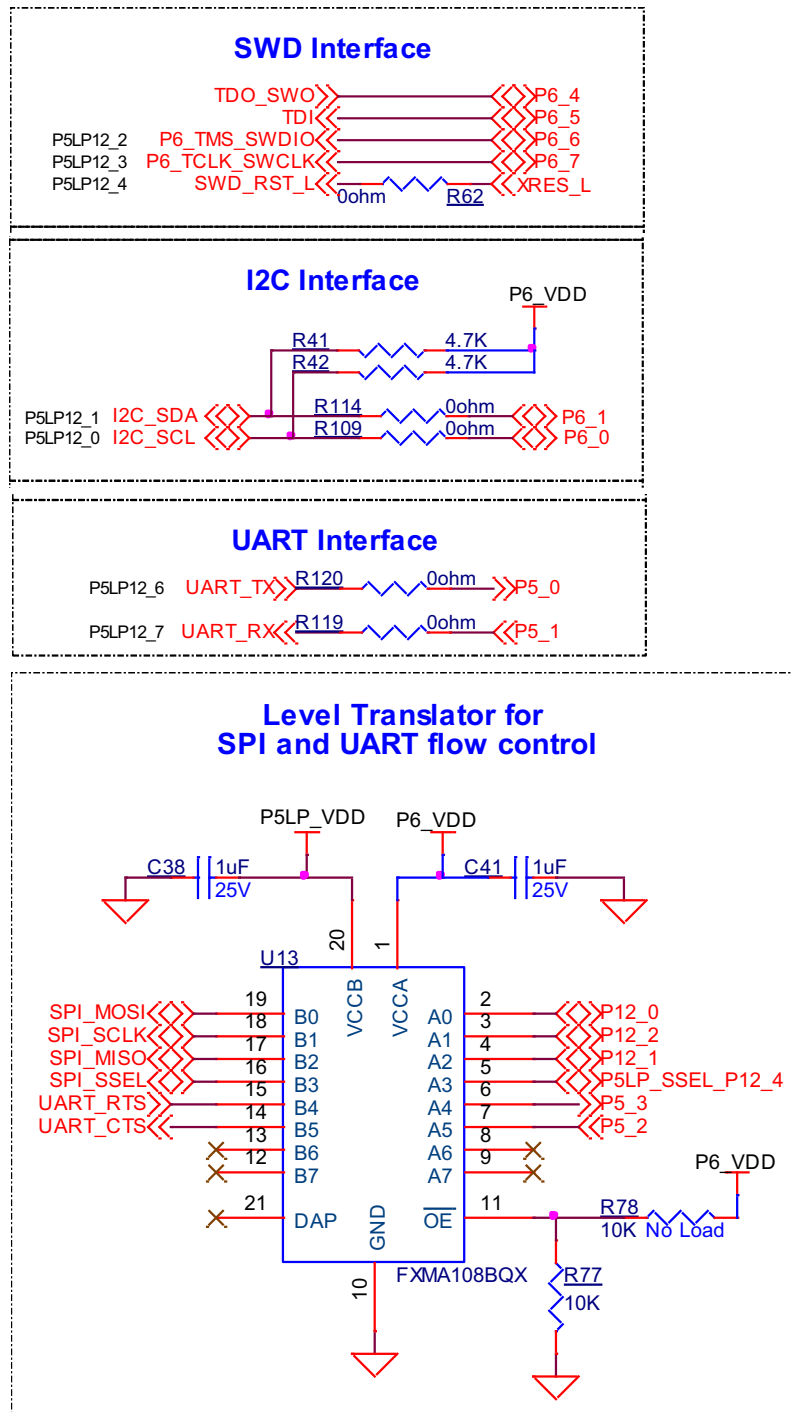 SWD Interface
TDO_SWO P6_4
TDI P6_5
P5LP12_2 P6_TMS_SWDIO P6_6
P5LP12_3 P6_TCLK_SWCLK P6_7
P5LP12_4 SWD_RST_L 0ohm R62 XRES_L
I2C Interface
P6_VDD
R41 4.7K
R42 4.7K
P5LP12_1 I2C_SDA R114 0ohm P6_1
P5LP12_0 I2C_SCL R109 0ohm P6_0
UART Interface
P5LP12_6 UART_TX R120 0ohm P5_0
P5LP12_7 UART_RX R119 0ohm P5_1
Level Translator for
SPI and UART flow control
P5LP_VDD P6_VDD
C38 1uF C41 1uF
25V 25V
20 1
U13
VCCB VCCA
SPI_MOSI 19 B0 A0 2 P12_0
SPI_SCLK 18 B1 A1 3 P12_2
SPI_MISO 17 B2 A2 4 P12_1
SPI_SSEL 16 B3 A3 5 P5LP_SSEL_P12_4
UART_RTS 15 B4 A4 6 P5_3
UART_CTS 14 B5 A5 7 P5_2
13 B6 A6 8
12 B7 A7 9
P6_VDD
21 DAP GND OE 11 R78
10K No Load
10 FXMA108BQX R77
10K